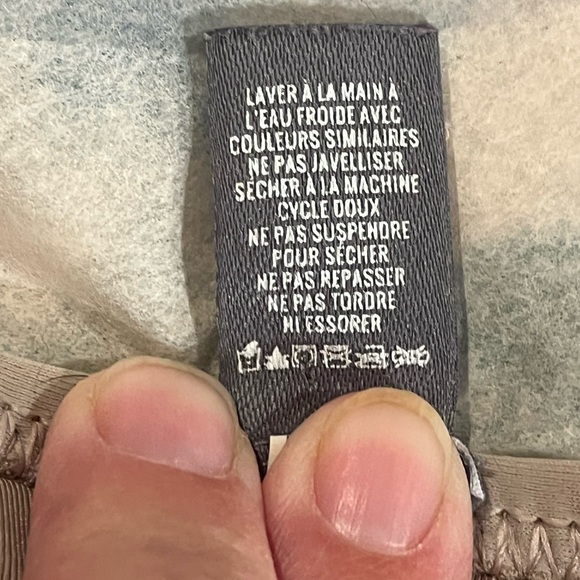 LAVER À LA MAIN À
L'EAU FROIDE AVEC
COULEURS SIMILAIRES
NE PAS JAVELLISER
SÉCHER À LA MACHINE
CYCLE DOUX
NE PAS SUSPENDRE
POUR SÉCHER
NE PAS REPASSER
NE PAS TORDRE
NI ESSORER